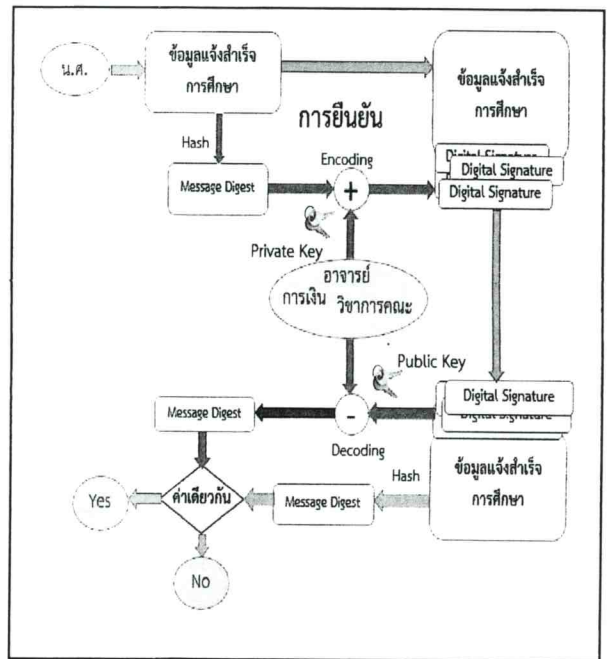 น.ศ.
ข้อมูลแจ้งสำเร็จ
การศึกษา
ข้อมูลแจ้งสำเร็จ
การศึกษา
การยืนยัน
Hash
Encoding
Message Digest
+
Digital Signature
Digital Signature
Digital Signature
Private Key
อาจารย์
การเงิน วิชาการคณะ
Public Key
Digital Signature
Digital Signature
Message Digest
-
Decoding
ข้อมูลแจ้งสำเร็จ
การศึกษา
Hash
Message Digest
ค่าเดียวกัน
Yes
No